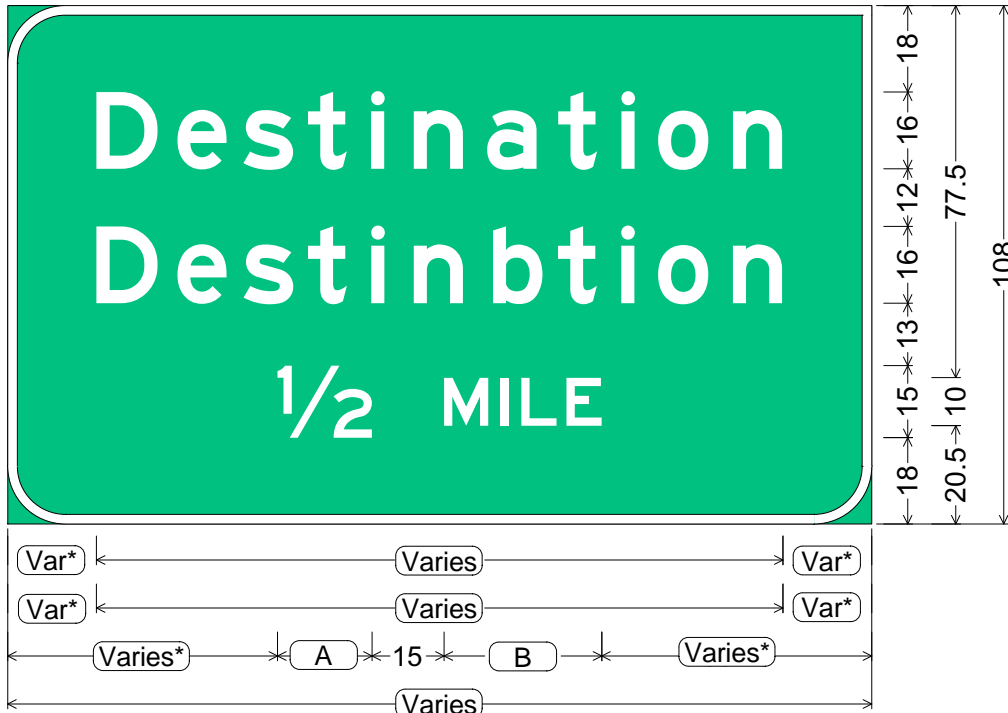 Destination
Destinbtion
1/2 MILE
18
16
12
16
13
15
18
77.5
10
20.5
108
Var* Varies Var*
Var* Varies Var*
Varies* A 15 B Varies*
Varies